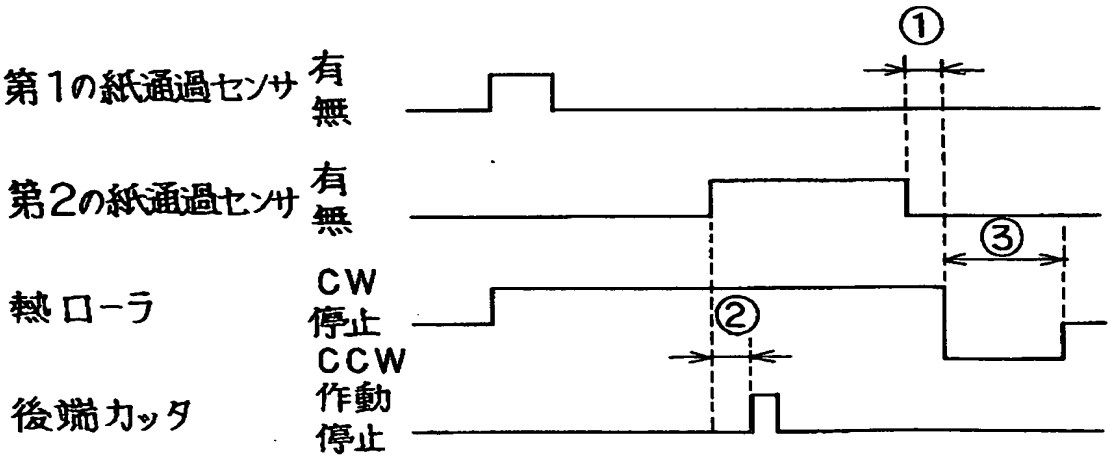 ①
第1の紙通過センサ 有
無
第2の紙通過センサ 有
無
③
熱ローラ CW
停止
CCW
②
後端カッタ 作動
停止